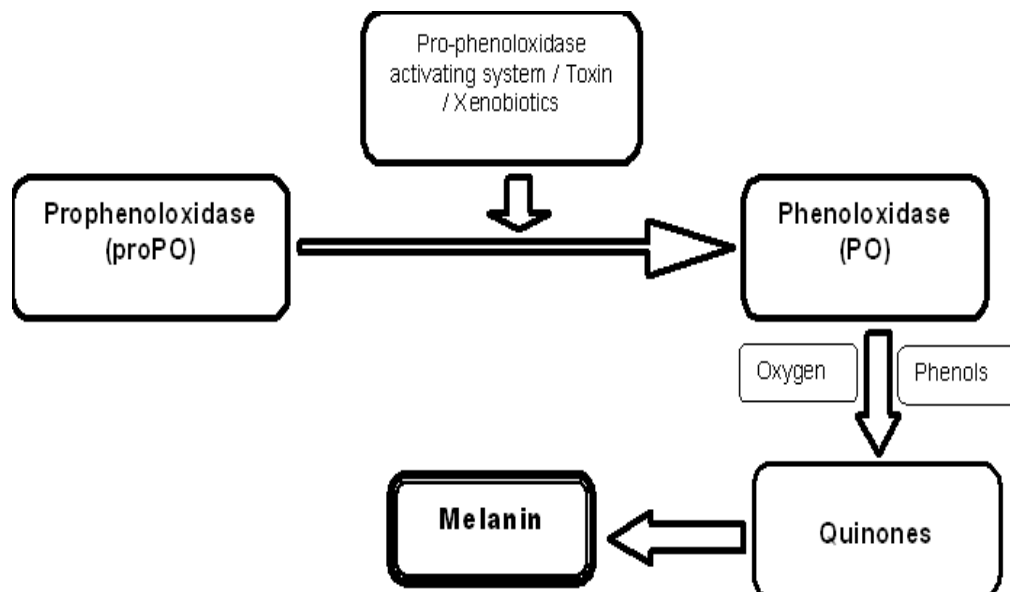 Pro-phenoloxidase
activating system / Toxin
/ Xenobiotics
Prophenoloxidase
(proPO)
Phenoloxidase
(PO)
Oxygen
Phenols
Melanin
Quinones